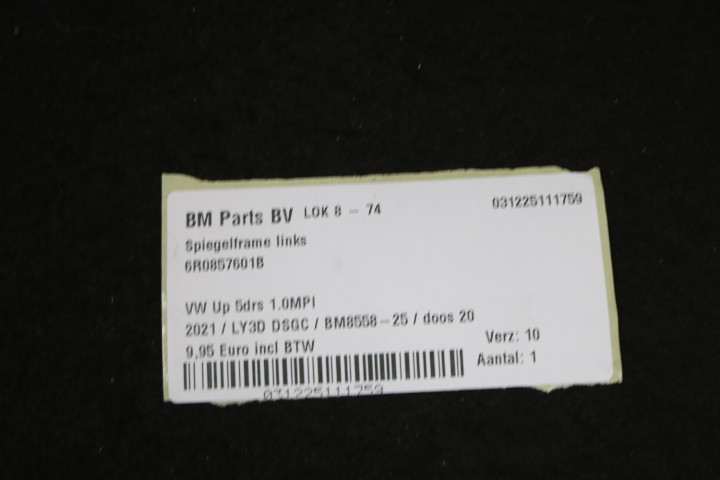 BM Parts BV LOK 8 - 74
031225111759
Spiegelframe links
6R0857601B
VW Up 5drs 1.0MPI
2021 / LY3D DSGC / BM8558-25 / doos 20
9,95 Euro incl BTW
Verz: 10
Aantal: 1
031225111759